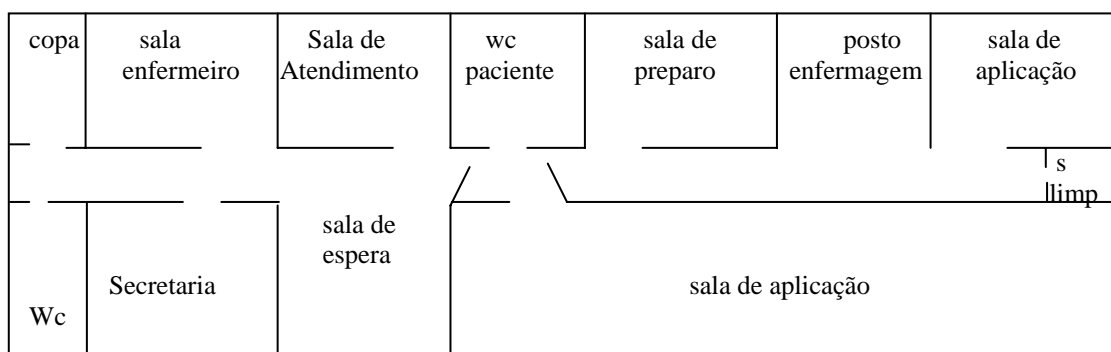 copa
sala
enfermeiro
Sala de
Atendimento
wc
paciente
sala de
preparo
posto
enfermagem
sala de
aplicação
s
limp
sala de
espera
Secretaria
sala de aplicação
Wc